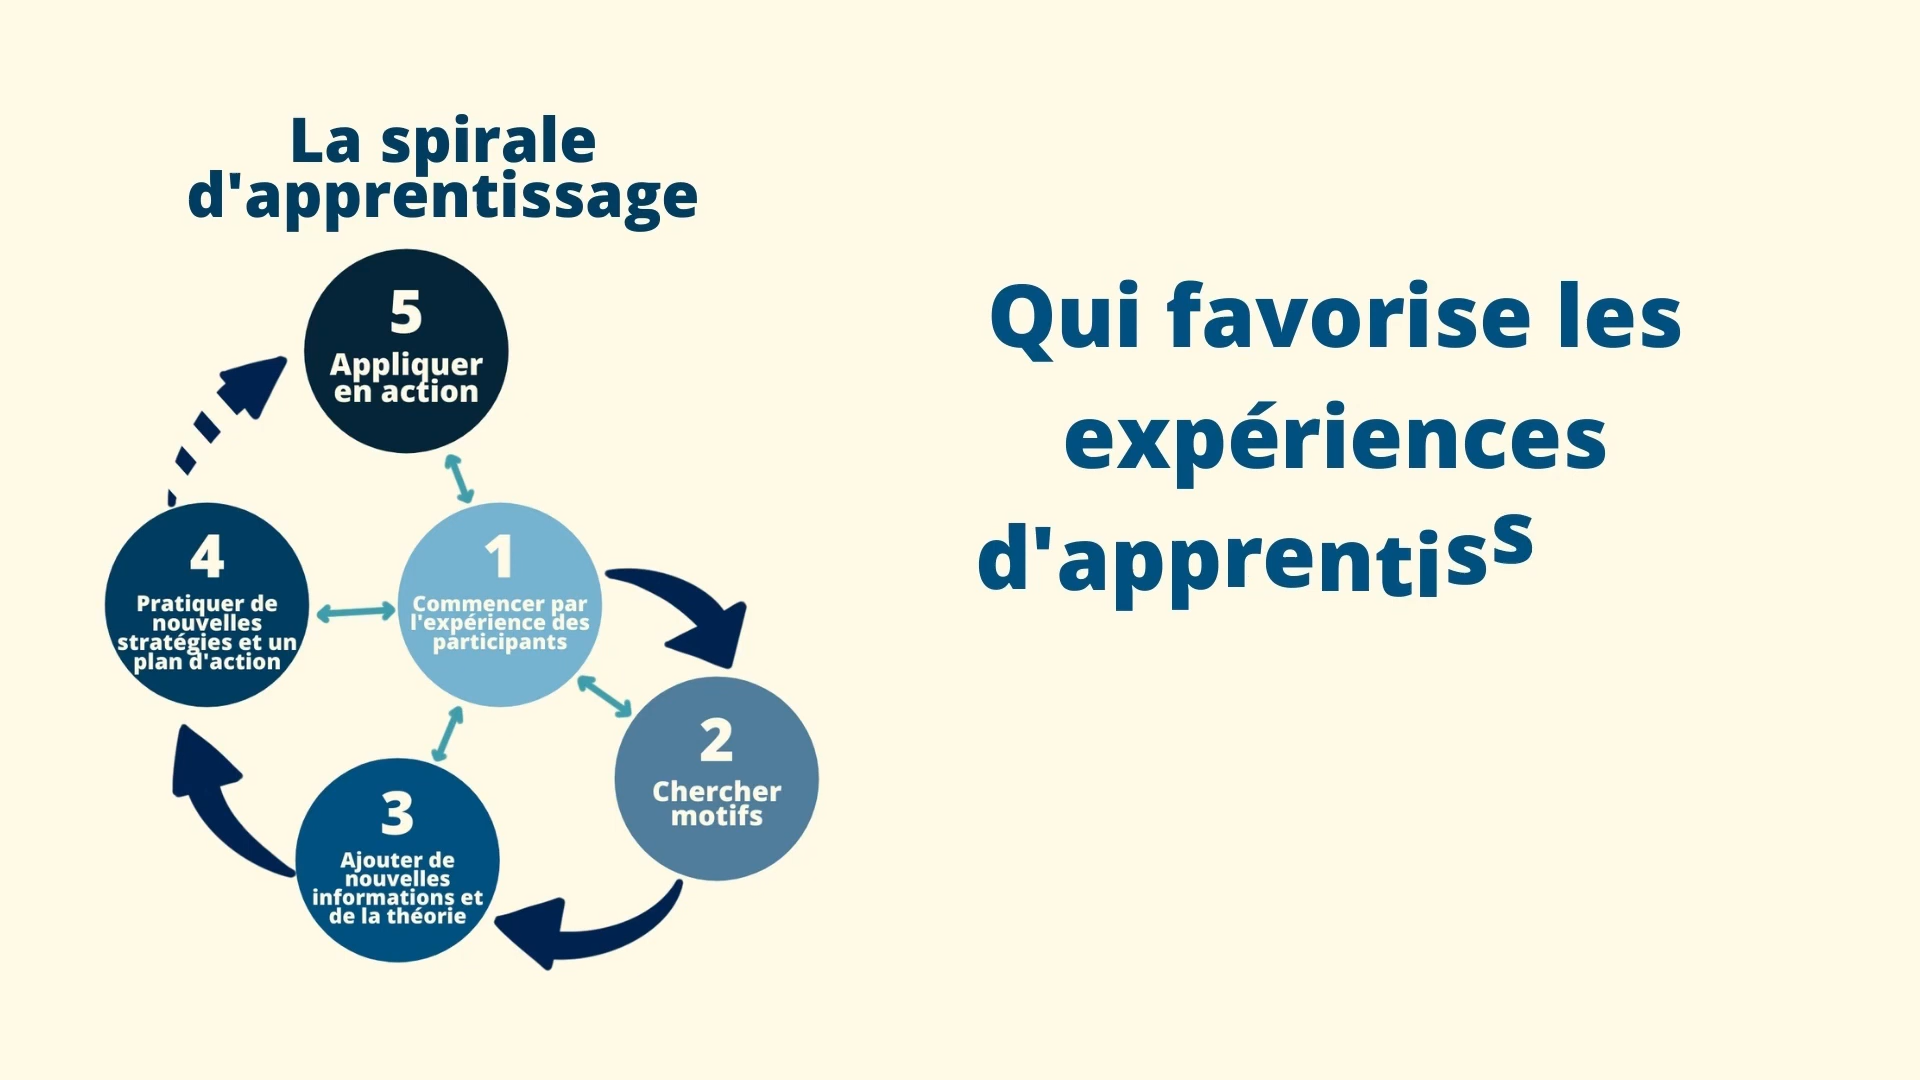 La spirale
d'apprentissage
5
Appliquer
en action
4
Pratiquer de
nouvelles
stratégies et un
plan d'action
1
Commencer par
l'expérience des
participants
2
Chercher
motifs
3
Ajouter de
nouvelles
informations et
de la théorie
Qui favorise les
expériences
d'apprentiss